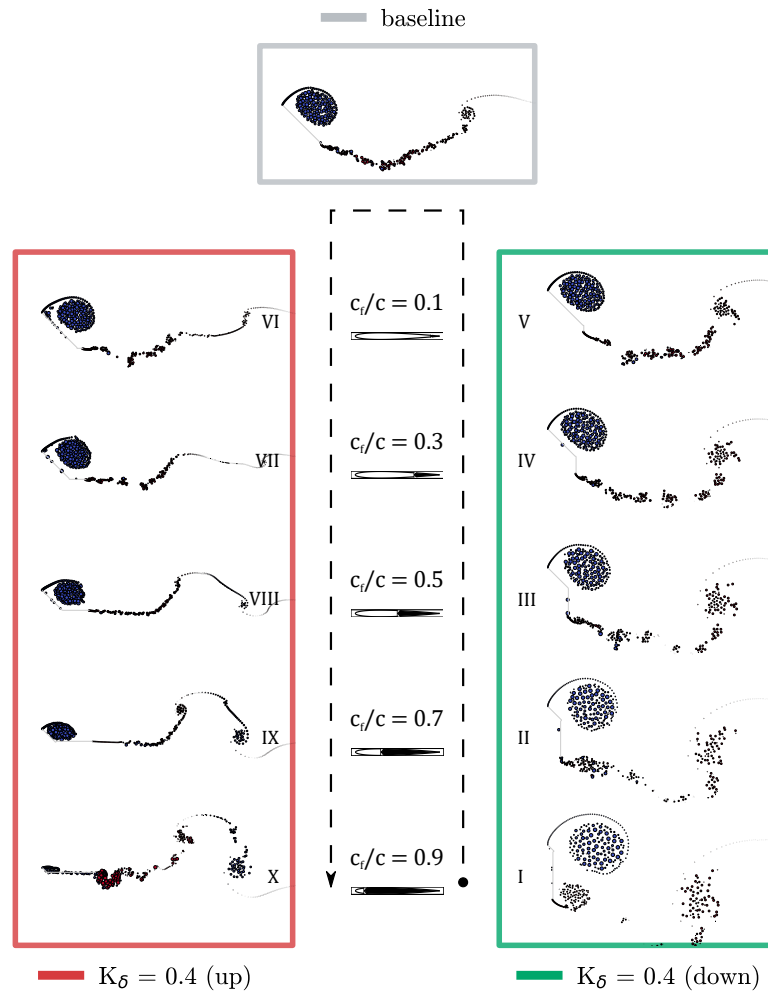 baseline
c_f/c = 0.1
VI
V
c_f/c = 0.3
VII
IV
c_f/c = 0.5
VIII
III
c_f/c = 0.7
IX
II
c_f/c = 0.9
X
I
K_δ = 0.4 (up)
K_δ = 0.4 (down)